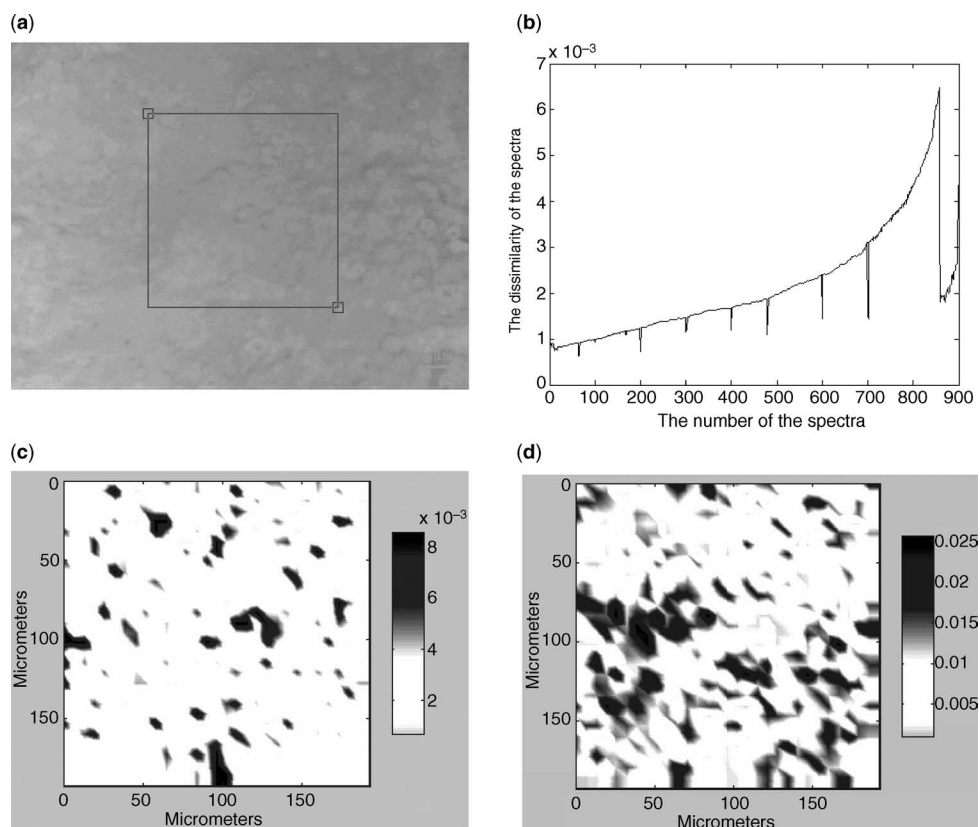 (a)
(b)
× 10–3
7
6
5
4
3
2
1
0
0 100 200 300 400 500 600 700 800 900
The dissimilarity of the spectra
The number of the spectra
(c)
0
50
100
150
0 50 100 150
Micrometers
Micrometers
× 10–3
8
6
4
2
(d)
0
50
100
150
0 50 100 150
Micrometers
Micrometers
0.025
0.02
0.015
0.01
0.005